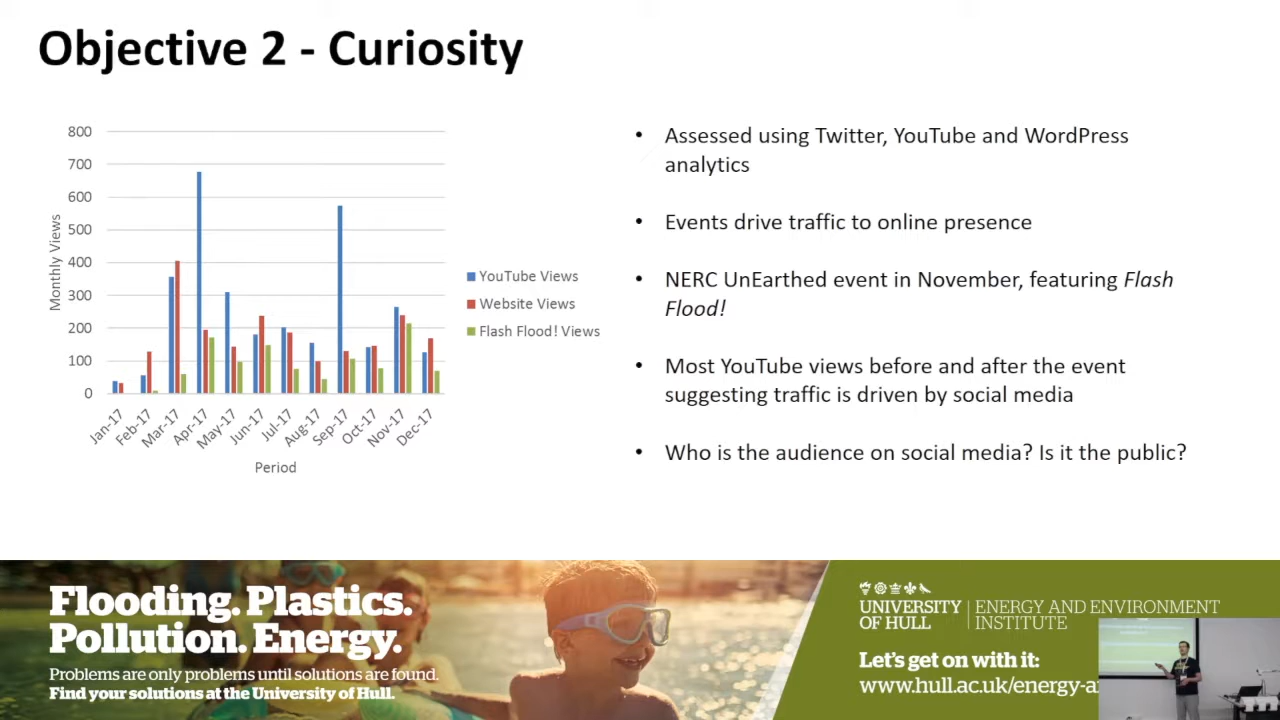 Objective 2 - Curiosity
800
700
600
500
400
300
200
100
0
Monthly Views
Jan-17
Feb-17
Mar-17
Apr-17
May-17
Jun-17
Jul-17
Aug-17
Sep-17
Oct-17
Nov-17
Dec-17
Period
YouTube Views
Website Views
Flash Flood! Views
• Assessed using Twitter, YouTube and WordPress
analytics
• Events drive traffic to online presence
• NERC UnEarthed event in November, featuring Flash
Flood!
• Most YouTube views before and after the event
suggesting traffic is driven by social media
• Who is the audience on social media? Is it the public?
Flooding. Plastics.
Pollution. Energy.
Problems are only problems until solutions are found.
Find your solutions at the University of Hull.
UNIVERSITY
OF HULL
ENERGY AND ENVIRONMENT
INSTITUTE
Let's get on with it:
www.hull.ac.uk/energy-a